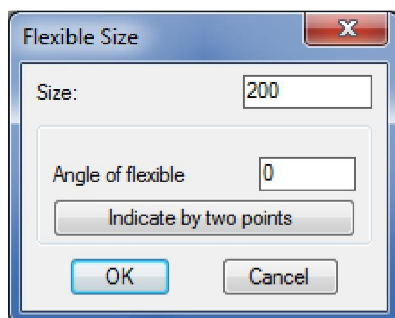 Flexible Size
Size: 200
Angle of flexible 0
Indicate by two points
OK Cancel